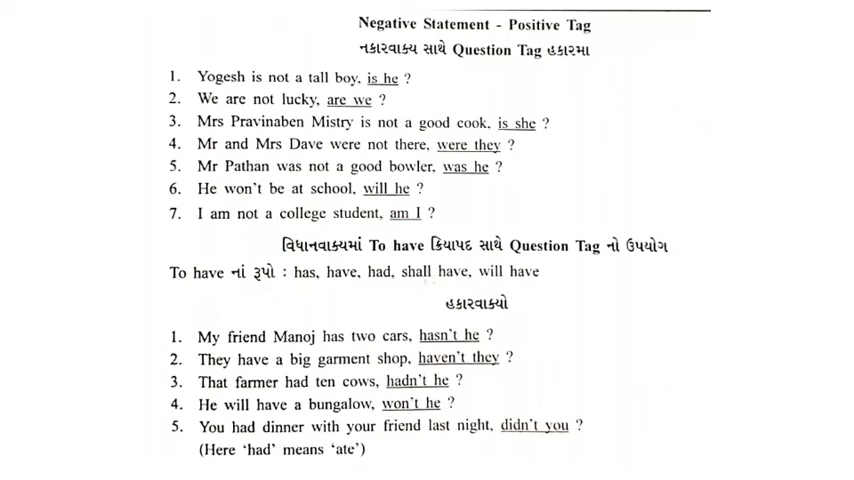 Negative Statement - Positive Tag
નકારવાક્ય સાથે Question Tag હકારમા
1. Yogesh is not a tall boy, is he ?
2. We are not lucky, are we ?
3. Mrs Pravinaben Mistry is not a good cook, is she ?
4. Mr and Mrs Dave were not there, were they ?
5. Mr Pathan was not a good bowler, was he ?
6. He won't be at school, will he ?
7. I am not a college student, am I ?
વિધાનવાક્યમાં To have ક્રિયાપદ સાથે Question Tag નો ઉપયોગ
To have નાં રૂપો : has, have, had, shall have, will have
હકારવાક્યો
1. My friend Manoj has two cars, hasn't he ?
2. They have a big garment shop, haven't they ?
3. That farmer had ten cows, hadn't he ?
4. He will have a bungalow, won't he ?
5. You had dinner with your friend last night, didn't you ?
(Here 'had' means 'ate')